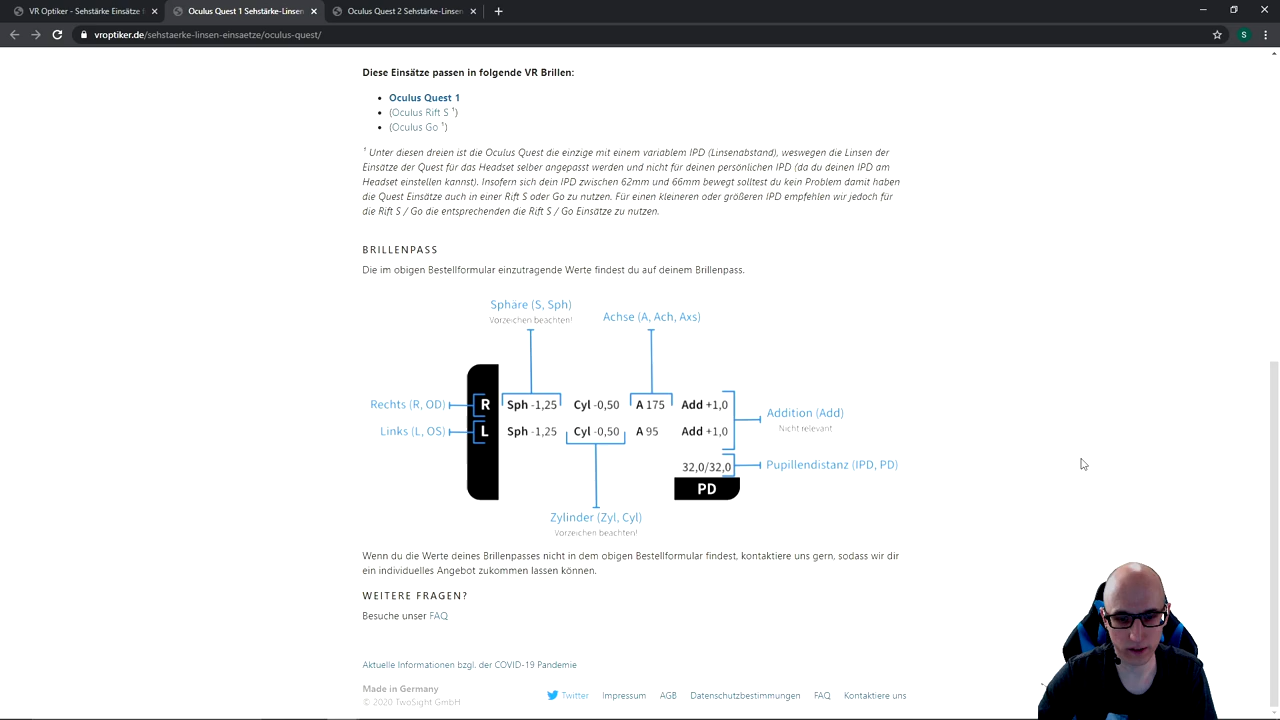 VR Optiker - Sehstärke Einsätze f
Oculus Quest 1 Sehstärke-Linsen
Oculus Quest 2 Sehstärke-Linsen
vroptiker.de/sehstaerke-linsen-einsaetze/oculus-quest/
S
Diese Einsätze passen in folgende VR Brillen:
• Oculus Quest 1
• (Oculus Rift S ¹)
• (Oculus Go ¹)
¹ Unter diesen dreien ist die Oculus Quest die einzige mit einem variablem IPD (Linsenabstand), weswegen die Linsen der
Einsätze der Quest für das Headset selber angepasst werden und nicht für deinen persönlichen IPD (da du deinen IPD am
Headset einstellen kannst). Insofern sich dein IPD zwischen 62mm und 66mm bewegt solltest du kein Problem damit haben
die Quest Einsätze auch in einer Rift S oder Go zu nutzen. Für einen kleineren oder größeren IPD empfehlen wir jedoch für
die Rift S / Go die entsprechenden die Rift S / Go Einsätze zu nutzen.
BRILLENPASS
Die im obigen Bestellformular einzutragende Werte findest du auf deinem Brillenpass.
Sphäre (S, Sph)
Vorzeichen beachten!
Achse (A, Ach, Axs)
Rechts (R, OD) R Sph -1,25 Cyl -0,50 A 175 Add +1,0
Addition (Add)
Nicht relevant
Links (L, OS) L Sph -1,25 Cyl -0,50 A 95 Add +1,0
32,0/32,0 Pupillendistanz (IPD, PD)
PD
Zylinder (Zyl, Cyl)
Vorzeichen beachten!
Wenn du die Werte deines Brillenpasses nicht in dem obigen Bestellformular findest, kontaktiere uns gern, sodass wir dir
ein individuelles Angebot zukommen lassen können.
WEITERE FRAGEN?
Besuche unser FAQ
Aktuelle Informationen bzgl. der COVID-19 Pandemie
Made in Germany
© 2020 TwoSight GmbH
Twitter Impressum AGB Datenschutzbestimmungen FAQ Kontaktiere uns